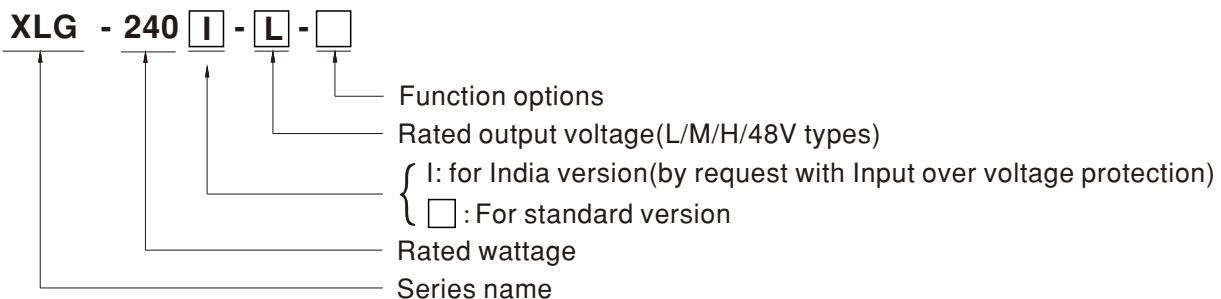 XLG - 240 I - L -
Function options
Rated output voltage(L/M/H/48V types)
I: for India version(by request with Input over voltage protection)
: For standard version
Rated wattage
Series name